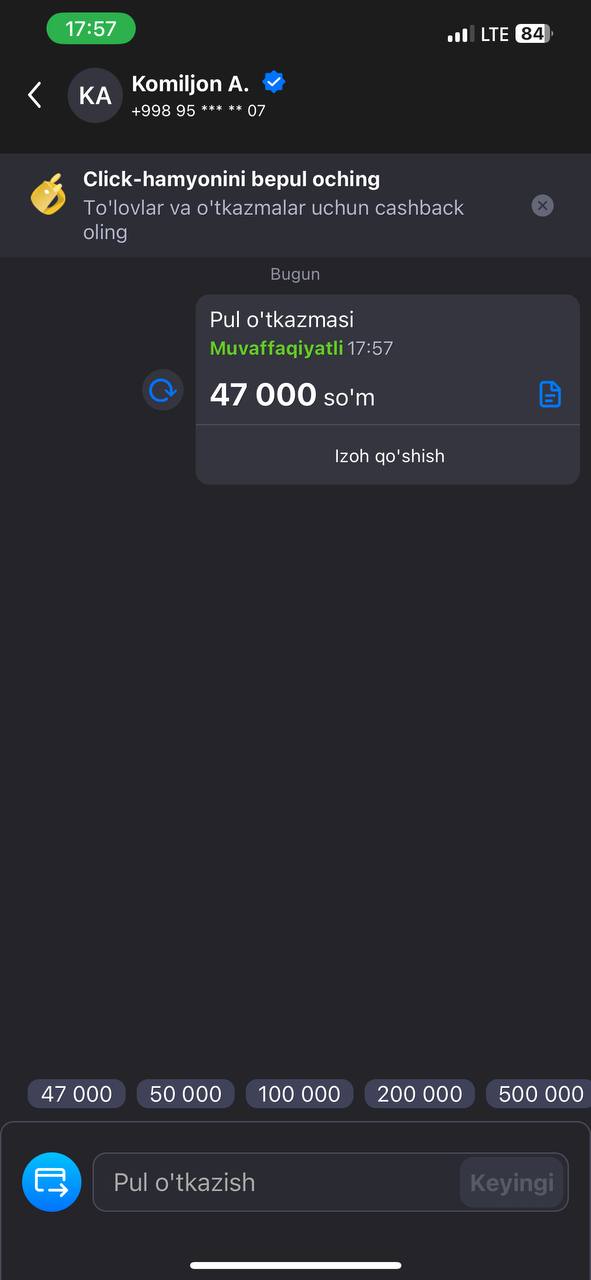 17:57
LTE 84
KA
Komiljon A.
+998 95 *** ** 07
Click-hamyonini bepul oching
To'lovlar va o'tkazmalar uchun cashback
oling
Bugun
Pul o'tkazmasi
Muvaffaqiyatli 17:57
47 000 so'm
Izoh qo'shish
47 000 50 000 100 000 200 000 500 000
Pul o'tkazish Keyingi